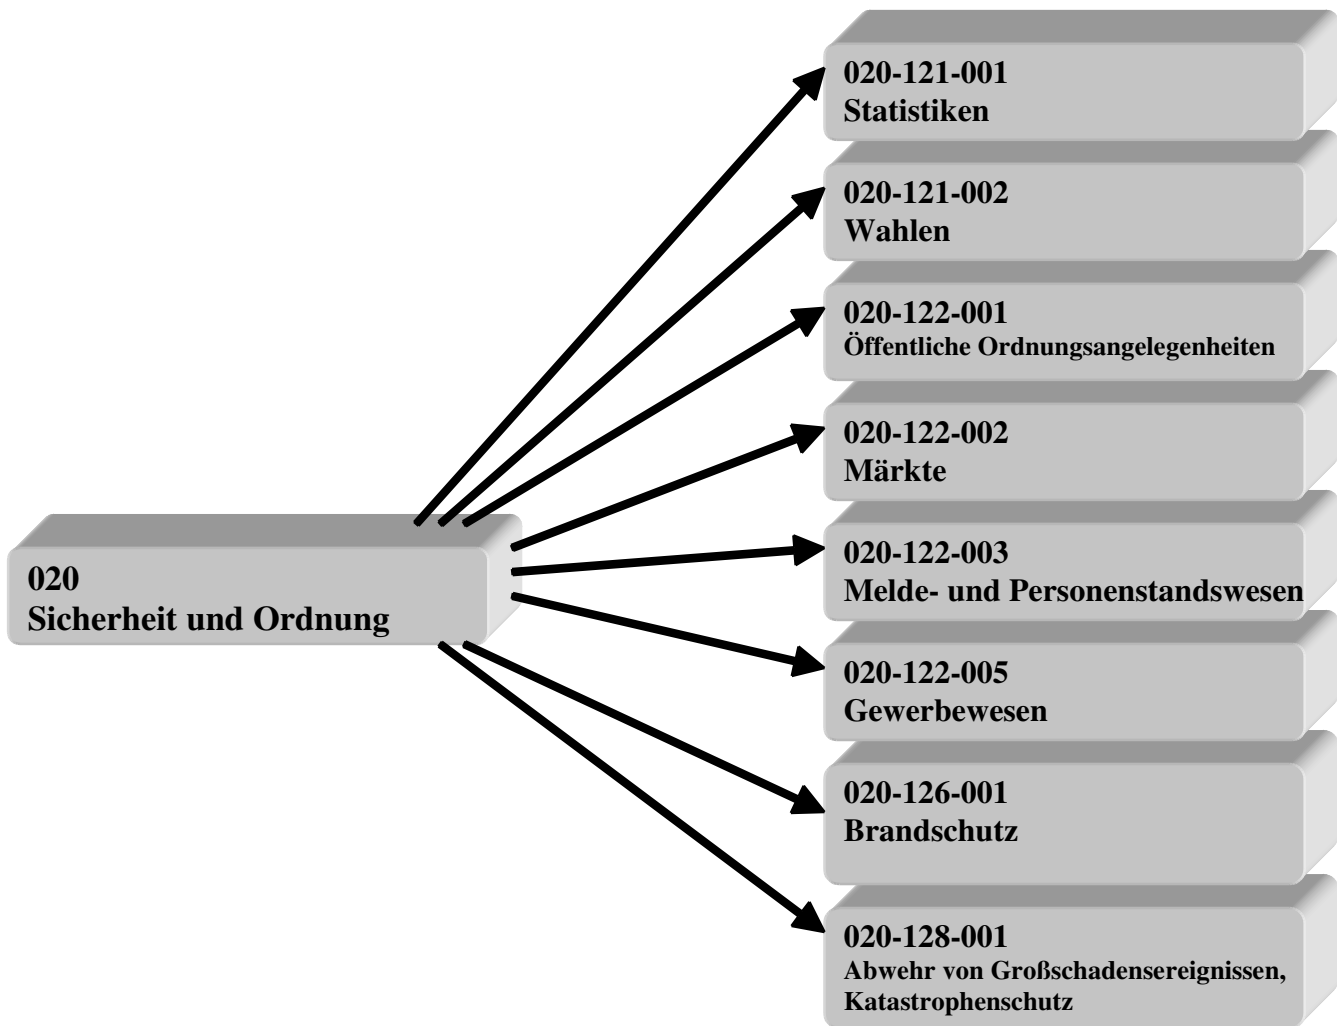 020-121-001
Statistiken
020-121-002
Wahlen
020-122-001
Öffentliche Ordnungsangelegenheiten
020-122-002
Märkte
020
Sicherheit und Ordnung
020-122-003
Melde- und Personenstandswesen
020-122-005
Gewerbewesen
020-126-001
Brandschutz
020-128-001
Abwehr von Großschadensereignissen,
Katastrophenschutz